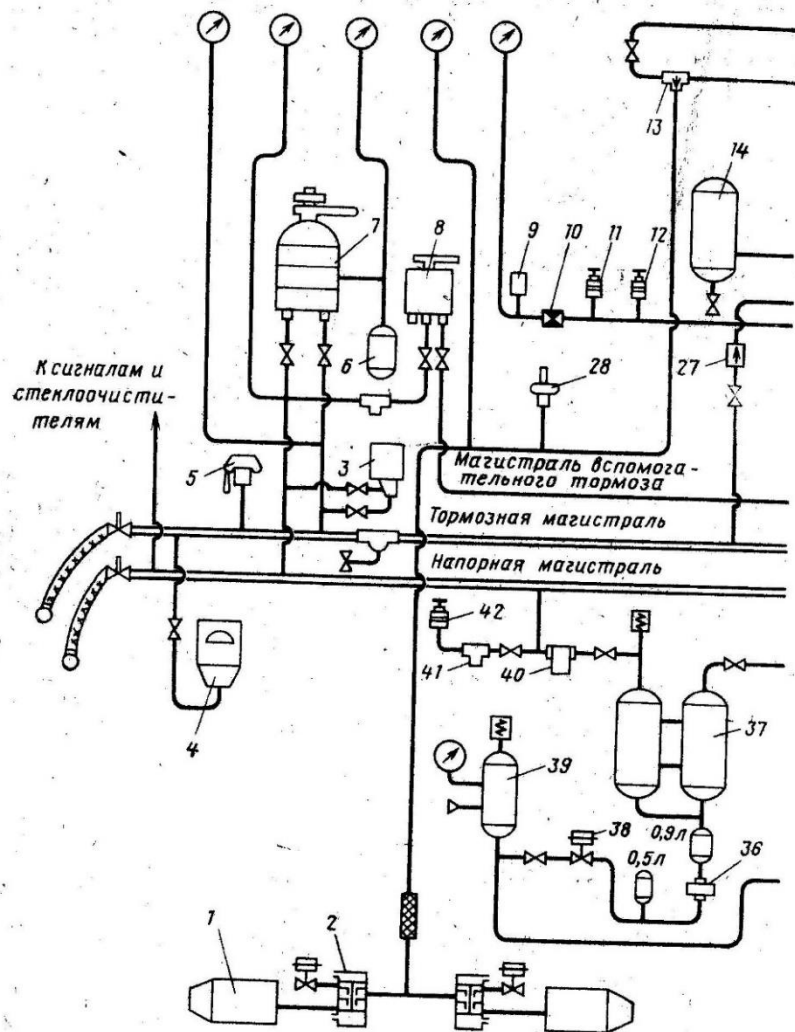 13
14
7
8
9
10
11
12
6
28
27
К сигналам и
стеклоочисти-
телям
5
3
Магистраль вспомога-
тельного тормоза
Тормозная магистраль
Напорная магистраль
42
41
40
4
37
39
38
0,9л
0,5л
36
1
2